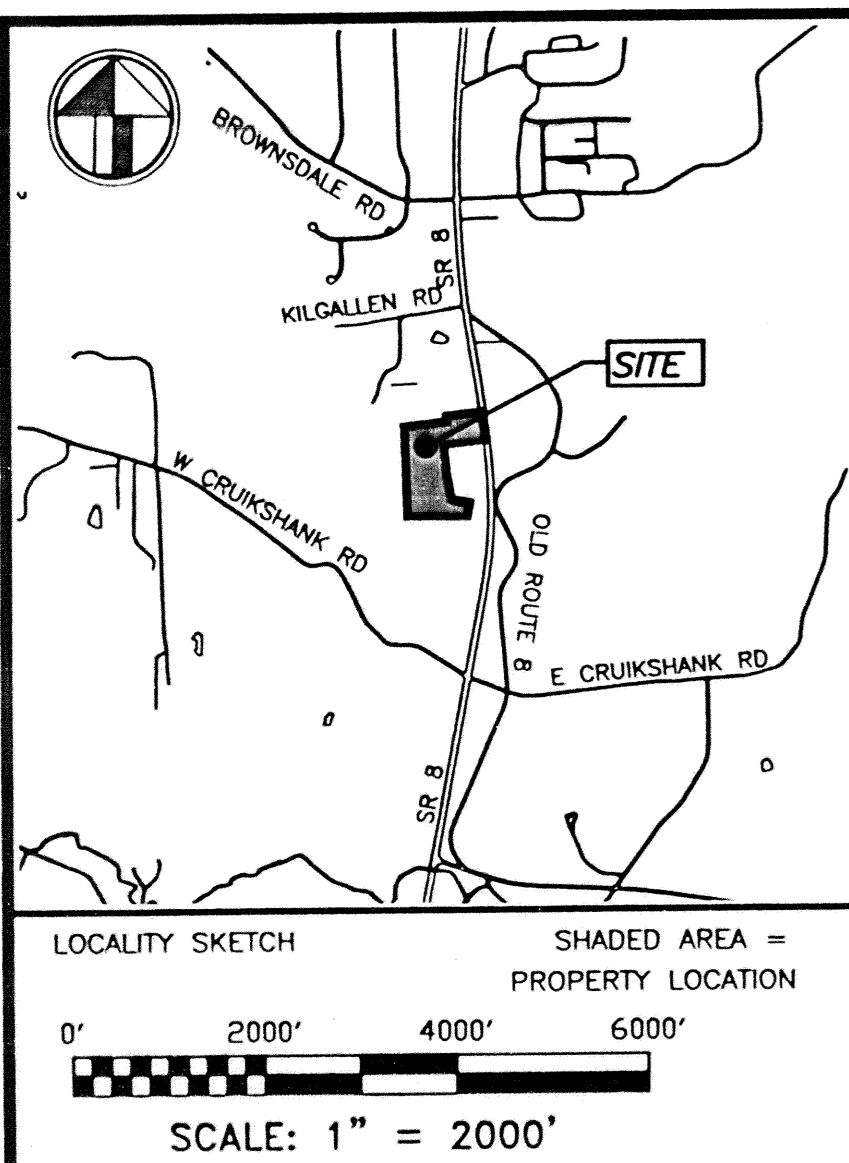 BROWNSDALE RD
SR 8
KILGALLEN RD
SITE
W CRUIKSHANK RD
OLD ROUTE 8
E CRUIKSHANK RD
SR 8
LOCALITY SKETCH
SHADED AREA =
PROPERTY LOCATION
0' 2000' 4000' 6000'
SCALE: 1" = 2000'